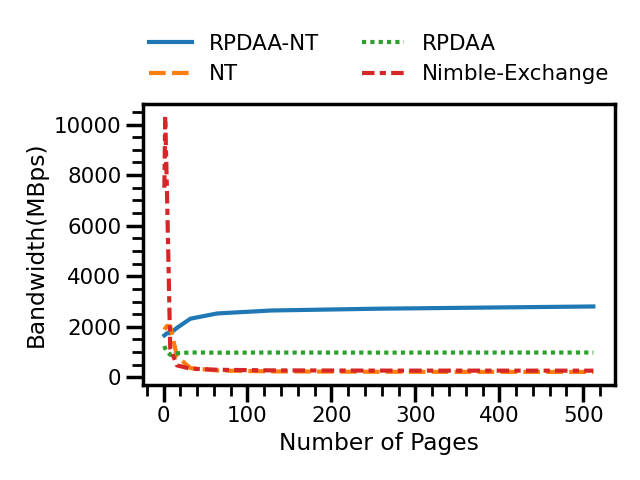 RPDAA-NT
RPDAA
NT
Nimble-Exchange
10000
8000
6000
4000
2000
0
Bandwidth(MBps)
0 100 200 300 400 500
Number of Pages